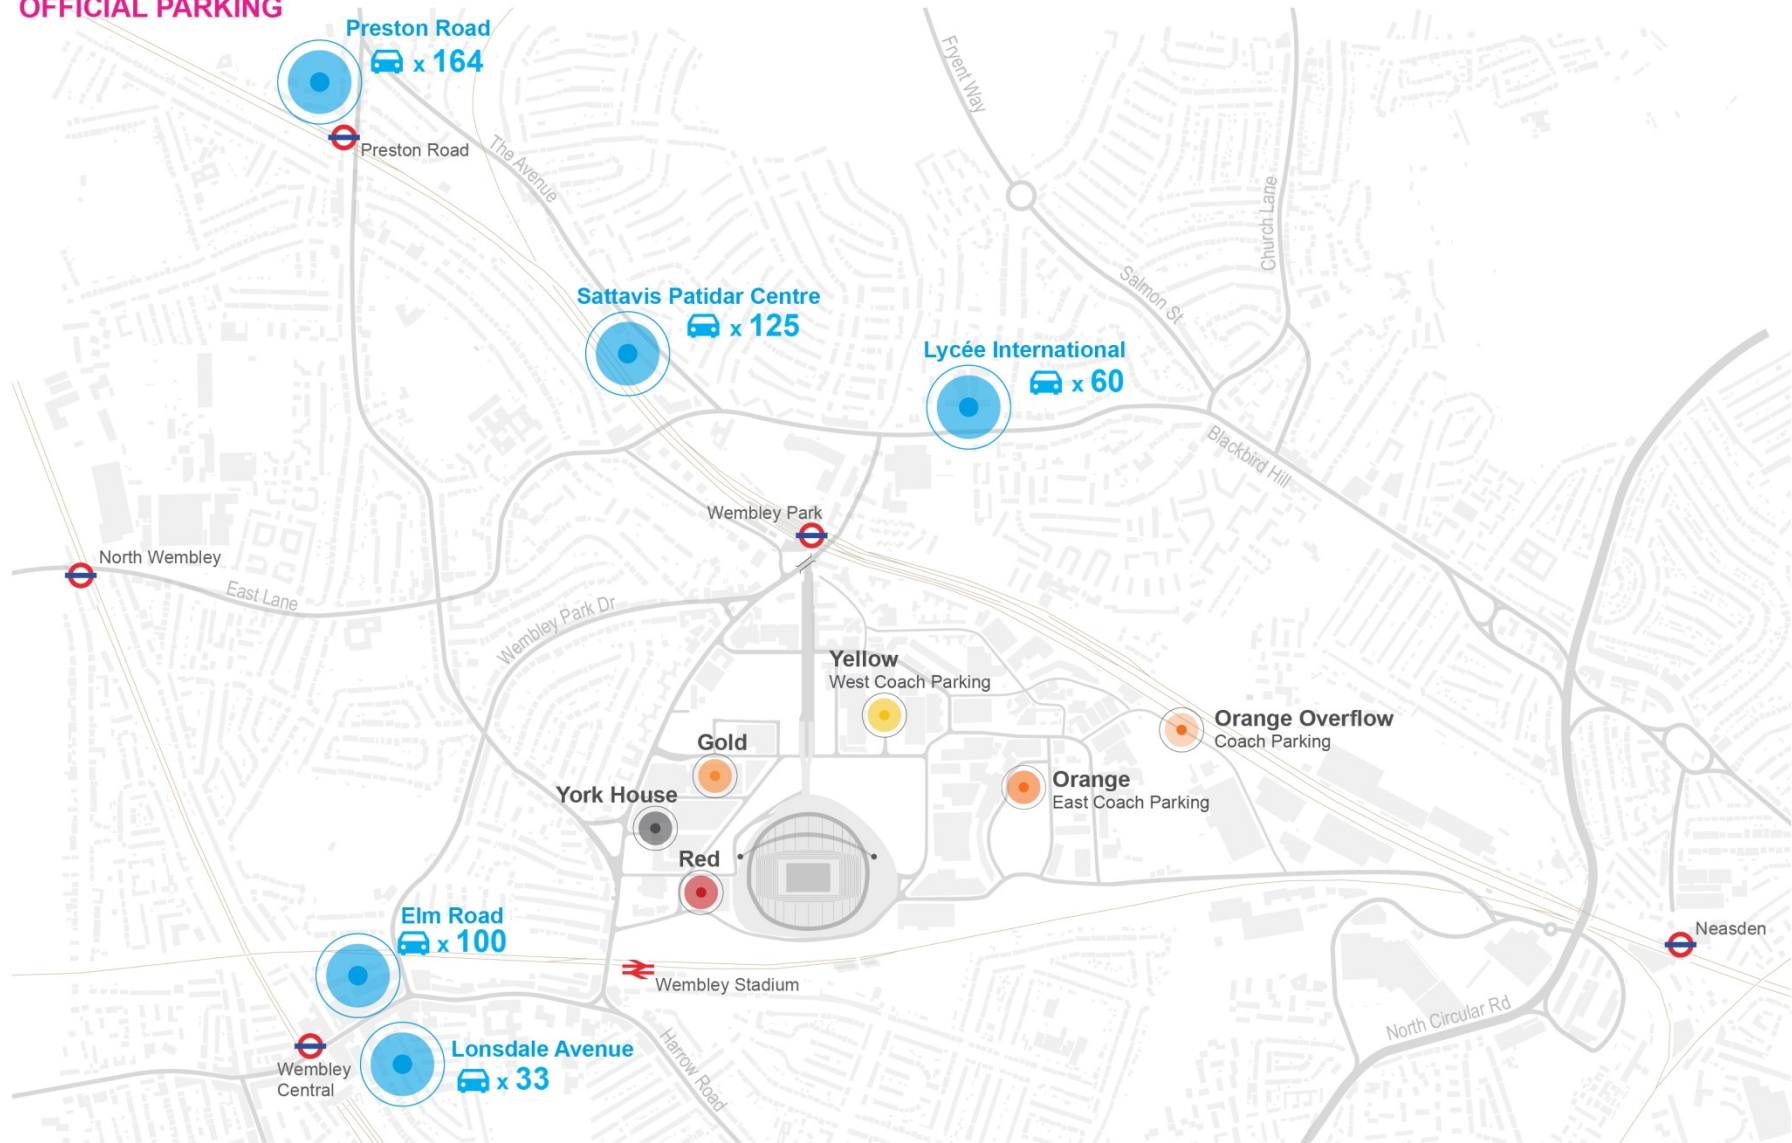 OFFICIAL PARKING
Preston Road
x 164
Preston Road
The Avenue
Fryent Way
Church Lane
Salmon St
Sattavis Patidar Centre
x 125
Lycée International
x 60
Blackbird Hill
Wembley Park
North Wembley
East Lane
Wembley Park Dr
Yellow
West Coach Parking
Orange Overflow
Coach Parking
Gold
Orange
East Coach Parking
York House
Red
Elm Road
x 100
Neasden
Wembley Stadium
North Circular Rd
Harrow Road
Lonsdale Avenue
x 33
Wembley
Central